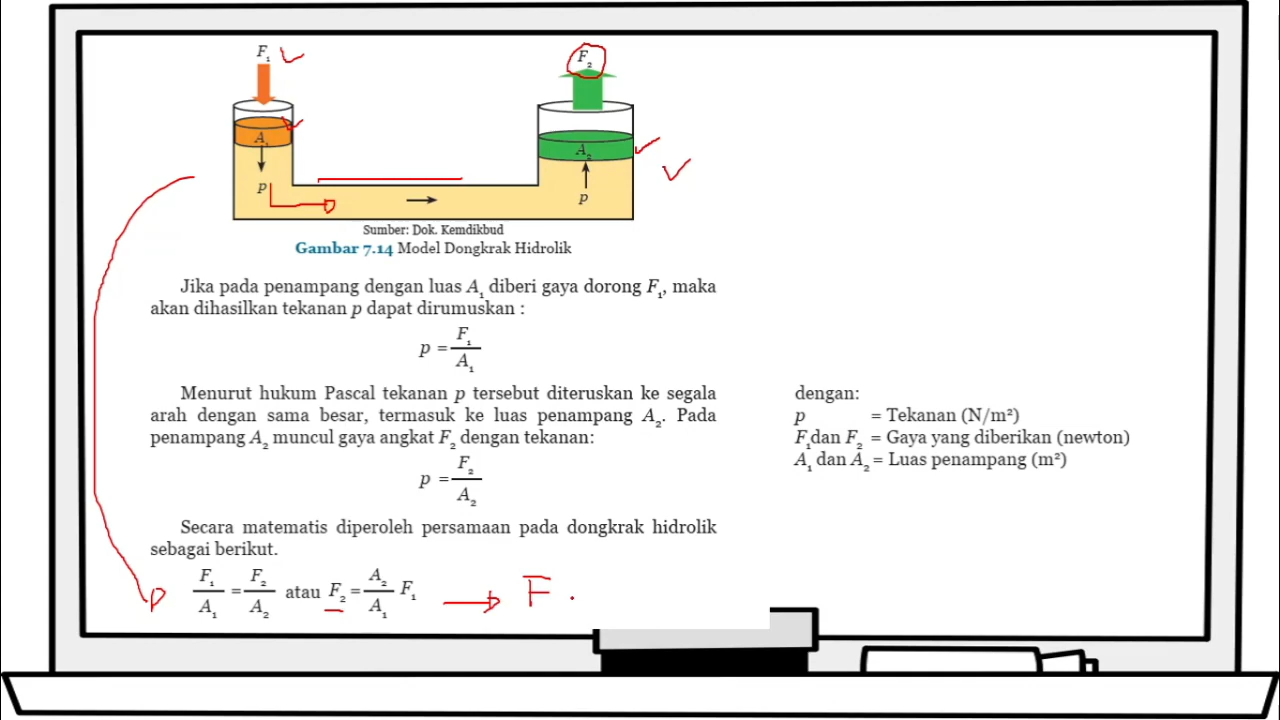 F₁
F₂
A₁
A₂
p
p
Sumber: Dok. Kemdikbud
Gambar 7.14 Model Dongkrak Hidrolik
Jika pada penampang dengan luas A₁ diberi gaya dorong F₁, maka
akan dihasilkan tekanan p dapat dirumuskan :
p = F₁/A₁
Menurut hukum Pascal tekanan p tersebut diteruskan ke segala
arah dengan sama besar, termasuk ke luas penampang A₂. Pada
penampang A₂ muncul gaya angkat F₂ dengan tekanan:
p = F₂/A₂
Secara matematis diperoleh persamaan pada dongkrak hidrolik
sebagai berikut.
p F₁/A₁ = F₂/A₂ atau F₂ = A₂/A₁ F₁ → F .
dengan:
p = Tekanan (N/m²)
F₁dan F₂ = Gaya yang diberikan (newton)
A₁ dan A₂ = Luas penampang (m²)